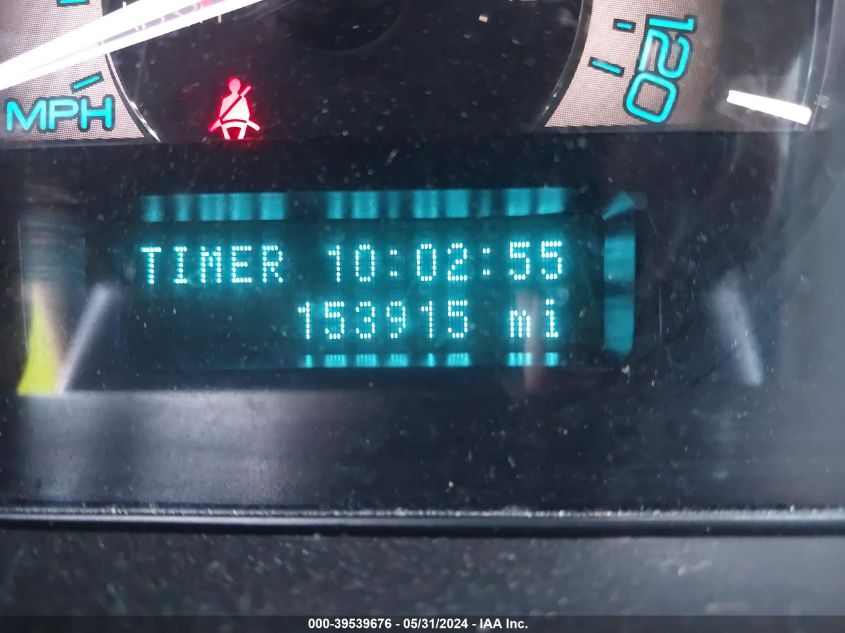 MPH
120
TIMER 10:02:55
153915 mi
000-39539676 - 05/31/2024 - IAA Inc.